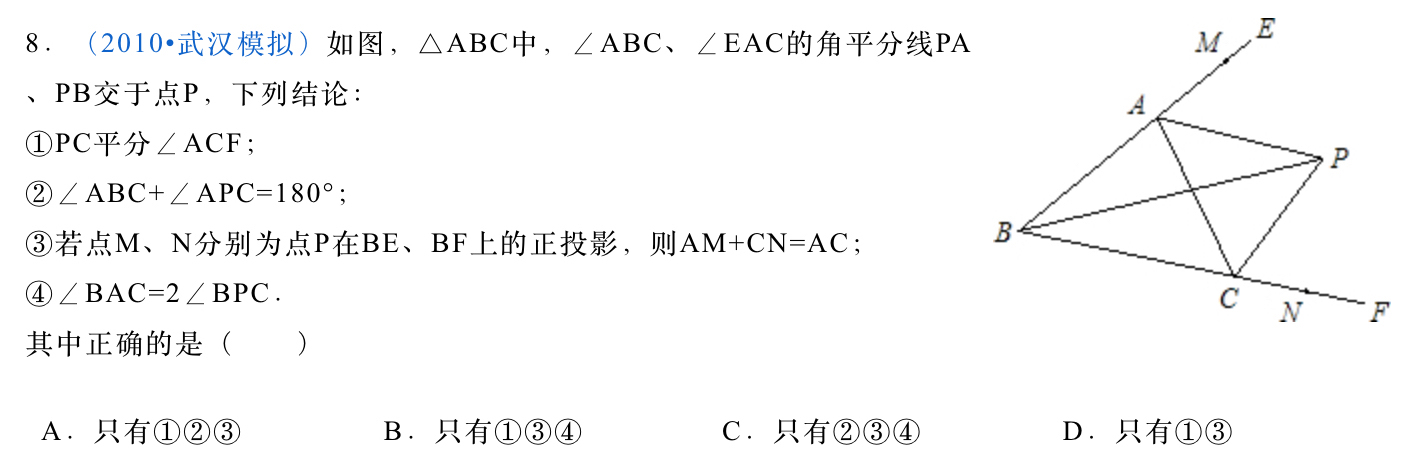 8．（2010•武汉模拟）如图，△ABC中，∠ABC、∠EAC的角平分线PA
、PB交于点P，下列结论：
①PC平分∠ACF；
②∠ABC+∠APC=180°；
③若点M、N分别为点P在BE、BF上的正投影，则AM+CN=AC；
④∠BAC=2∠BPC．
其中正确的是（　　）
A．只有①②③　B．只有①③④　C．只有②③④　D．只有①③
E
M
A
P
B
C
N
F